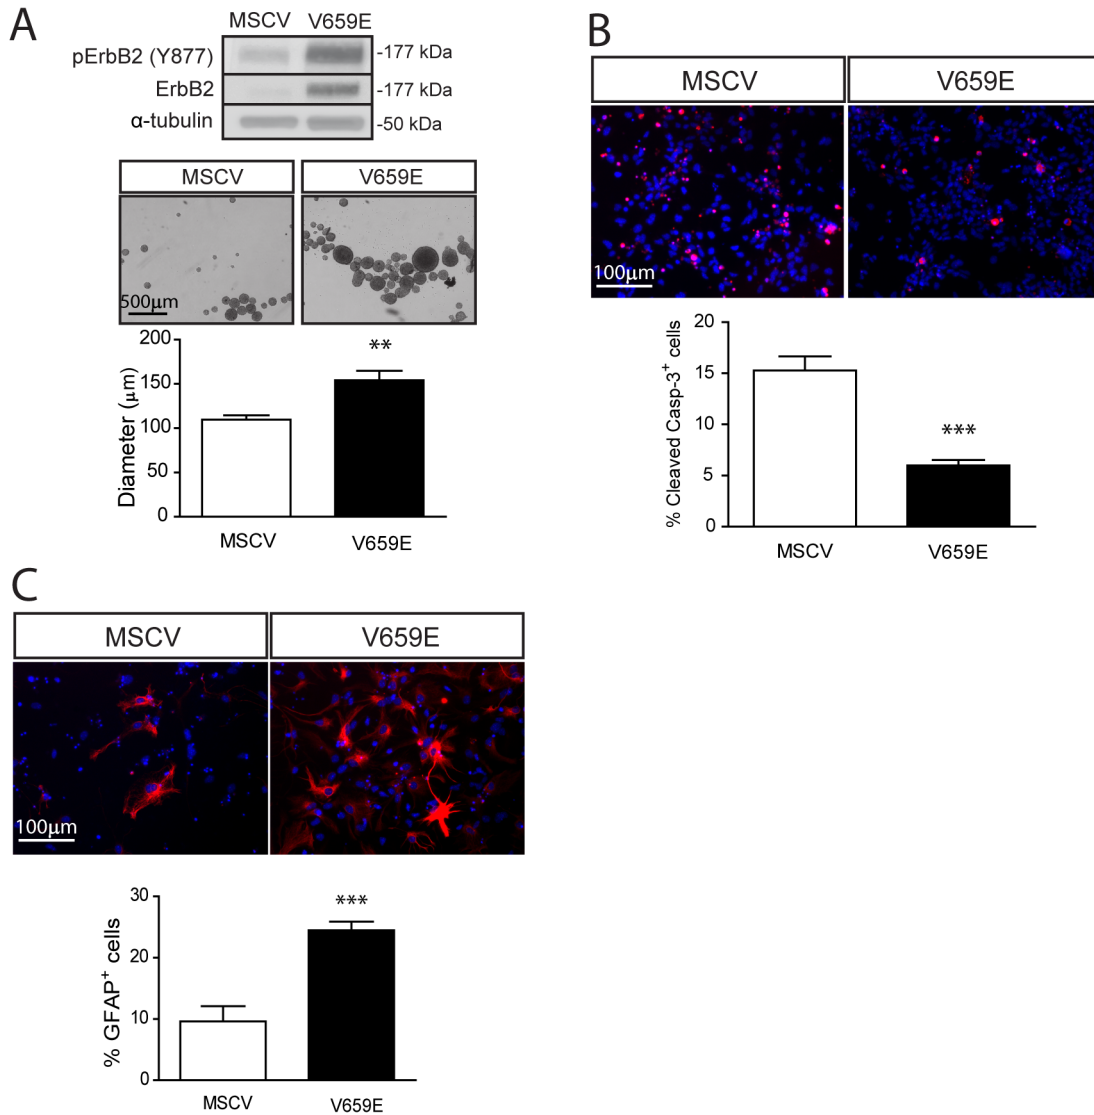 A
MSCV V659E
pErbB2 (Y877) -177 kDa
ErbB2 -177 kDa
α-tubulin -50 kDa
MSCV V659E
500μm
200
150
100
50
0
Diameter (μm)
**
MSCV V659E
B
MSCV V659E
100μm
20
15
10
5
0
% Cleaved Casp-3⁺ cells
***
MSCV V659E
C
MSCV V659E
100μm
30
20
10
0
% GFAP⁺ cells
***
MSCV V659E